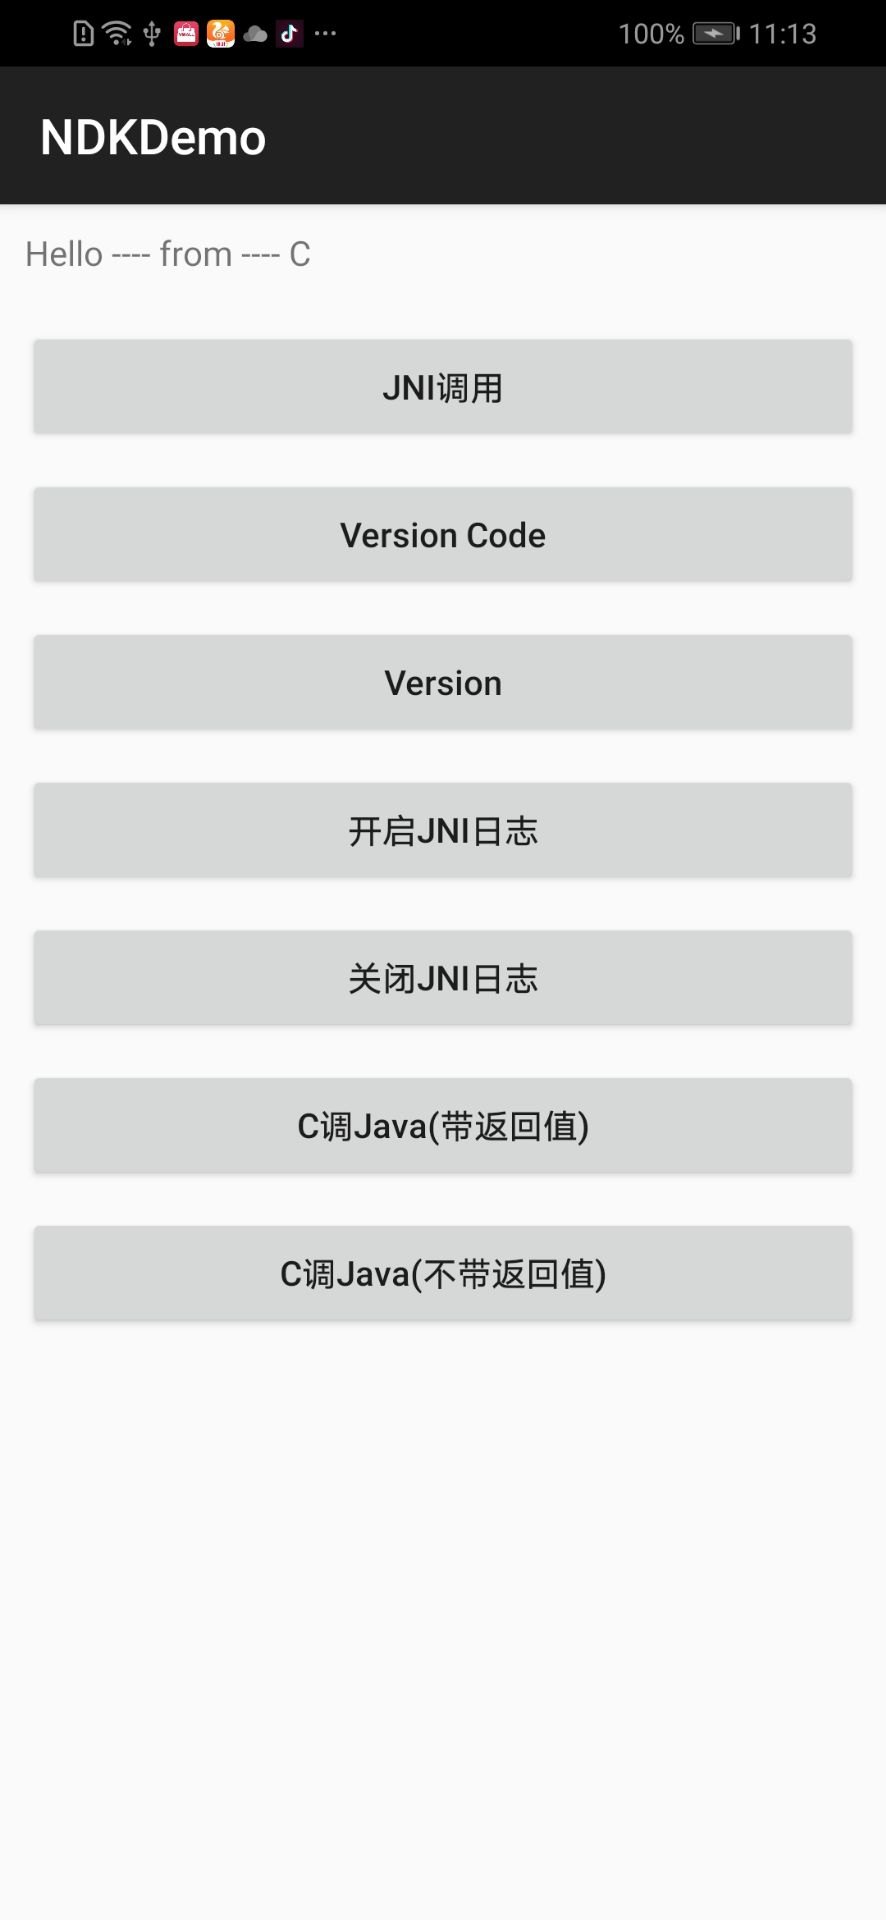 100% 11:13
NDKDemo
Hello ---- from ---- C
JNI调用
Version Code
Version
开启JNI日志
关闭JNI日志
C调Java(带返回值)
C调Java(不带返回值)